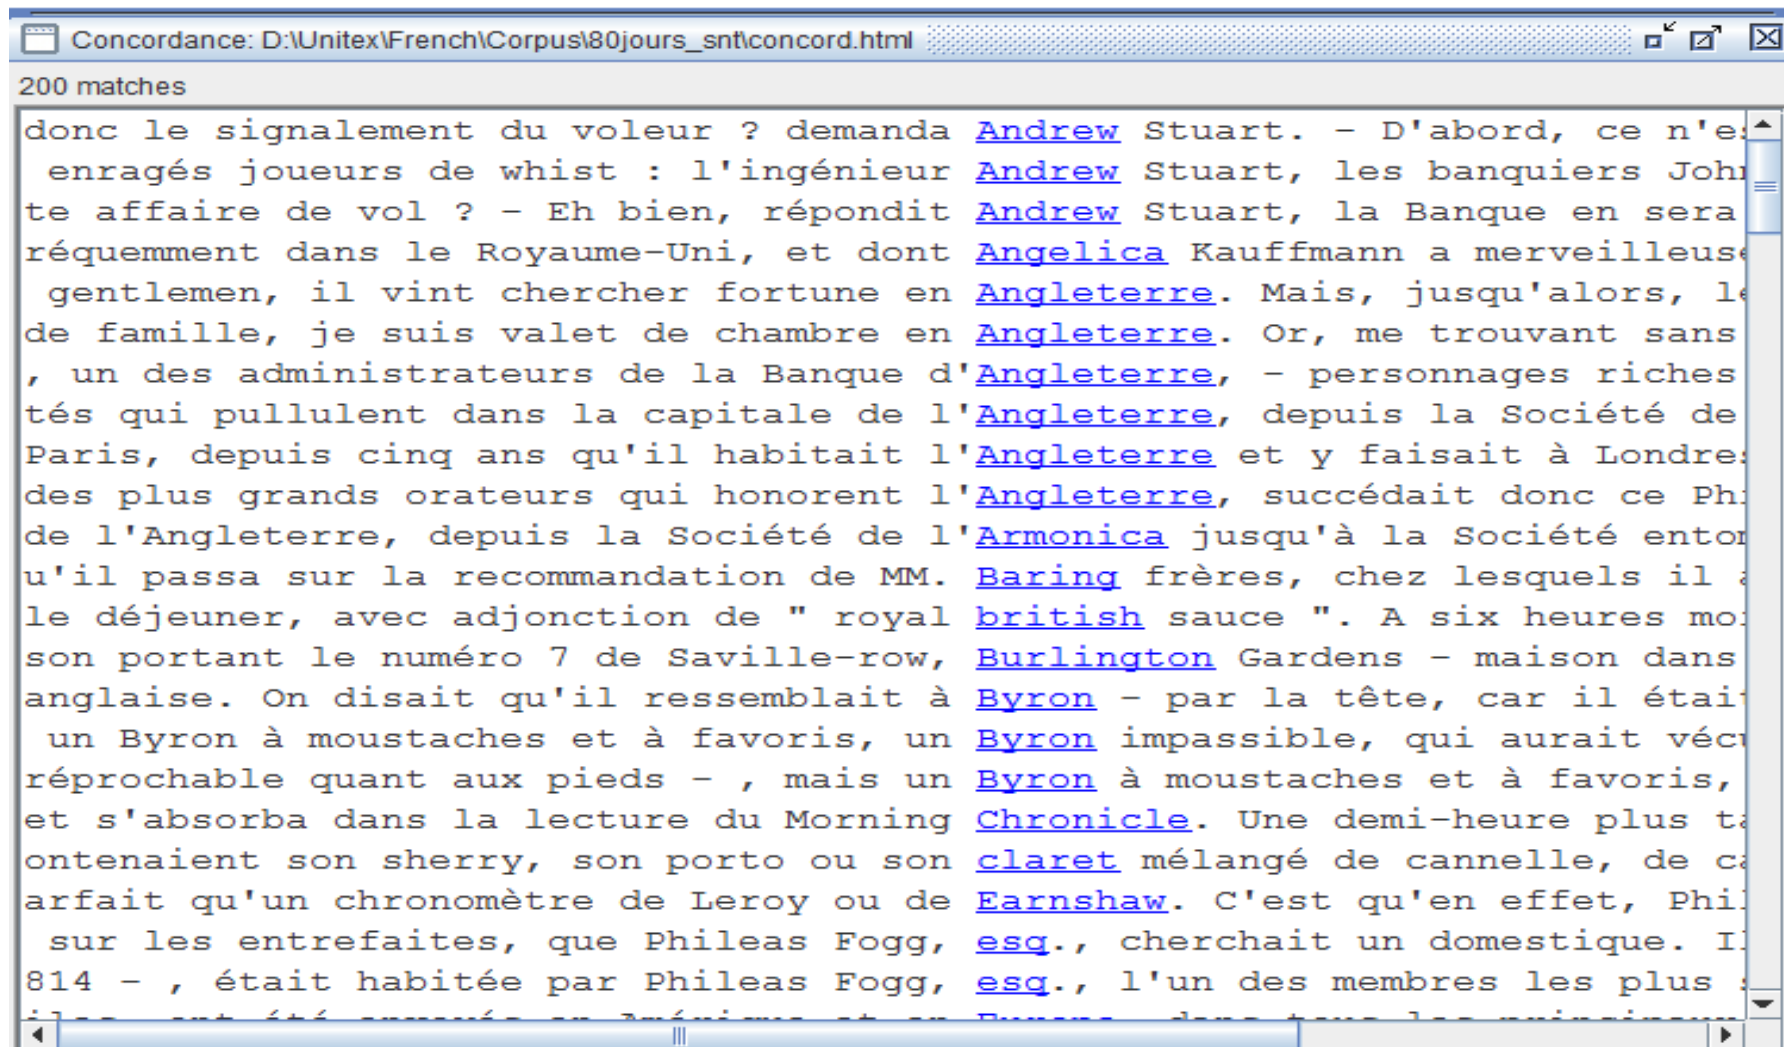 Concordance: D:\Unitex\French\Corpus\80jours_snt\concord.html
200 matches
donc le signalement du voleur ? demanda Andrew Stuart. – D'abord, ce n'es
enragés joueurs de whist : l'ingénieur Andrew Stuart, les banquiers John
te affaire de vol ? – Eh bien, répondit Andrew Stuart, la Banque en sera
réquemment dans le Royaume-Uni, et dont Angelica Kauffmann a merveilleuse
gentlemen, il vint chercher fortune en Angleterre. Mais, jusqu'alors, le
de famille, je suis valet de chambre en Angleterre. Or, me trouvant sans
, un des administrateurs de la Banque d'Angleterre, – personnages riches
tés qui pullulent dans la capitale de l'Angleterre, depuis la Société de
Paris, depuis cinq ans qu'il habitait l'Angleterre et y faisait à Londres
des plus grands orateurs qui honorent l'Angleterre, succédait donc ce Phi
de l'Angleterre, depuis la Société de l'Armonica jusqu'à la Société entom
u'il passa sur la recommandation de MM. Baring frères, chez lesquels il a
le déjeuner, avec adjonction de " royal british sauce ". A six heures moi
son portant le numéro 7 de Saville-row, Burlington Gardens – maison dans
anglaise. On disait qu'il ressemblait à Byron – par la tête, car il était
un Byron à moustaches et à favoris, un Byron impassible, qui aurait vécu
réprochable quant aux pieds – , mais un Byron à moustaches et à favoris,
et s'absorba dans la lecture du Morning Chronicle. Une demi-heure plus ta
ontenaient son sherry, son porto ou son claret mélangé de cannelle, de ca
arfait qu'un chronomètre de Leroy ou de Earnshaw. C'est qu'en effet, Phil
sur les entrefaites, que Phileas Fogg, esq., cherchait un domestique. Il
814 – , était habitée par Phileas Fogg, esq., l'un des membres les plus